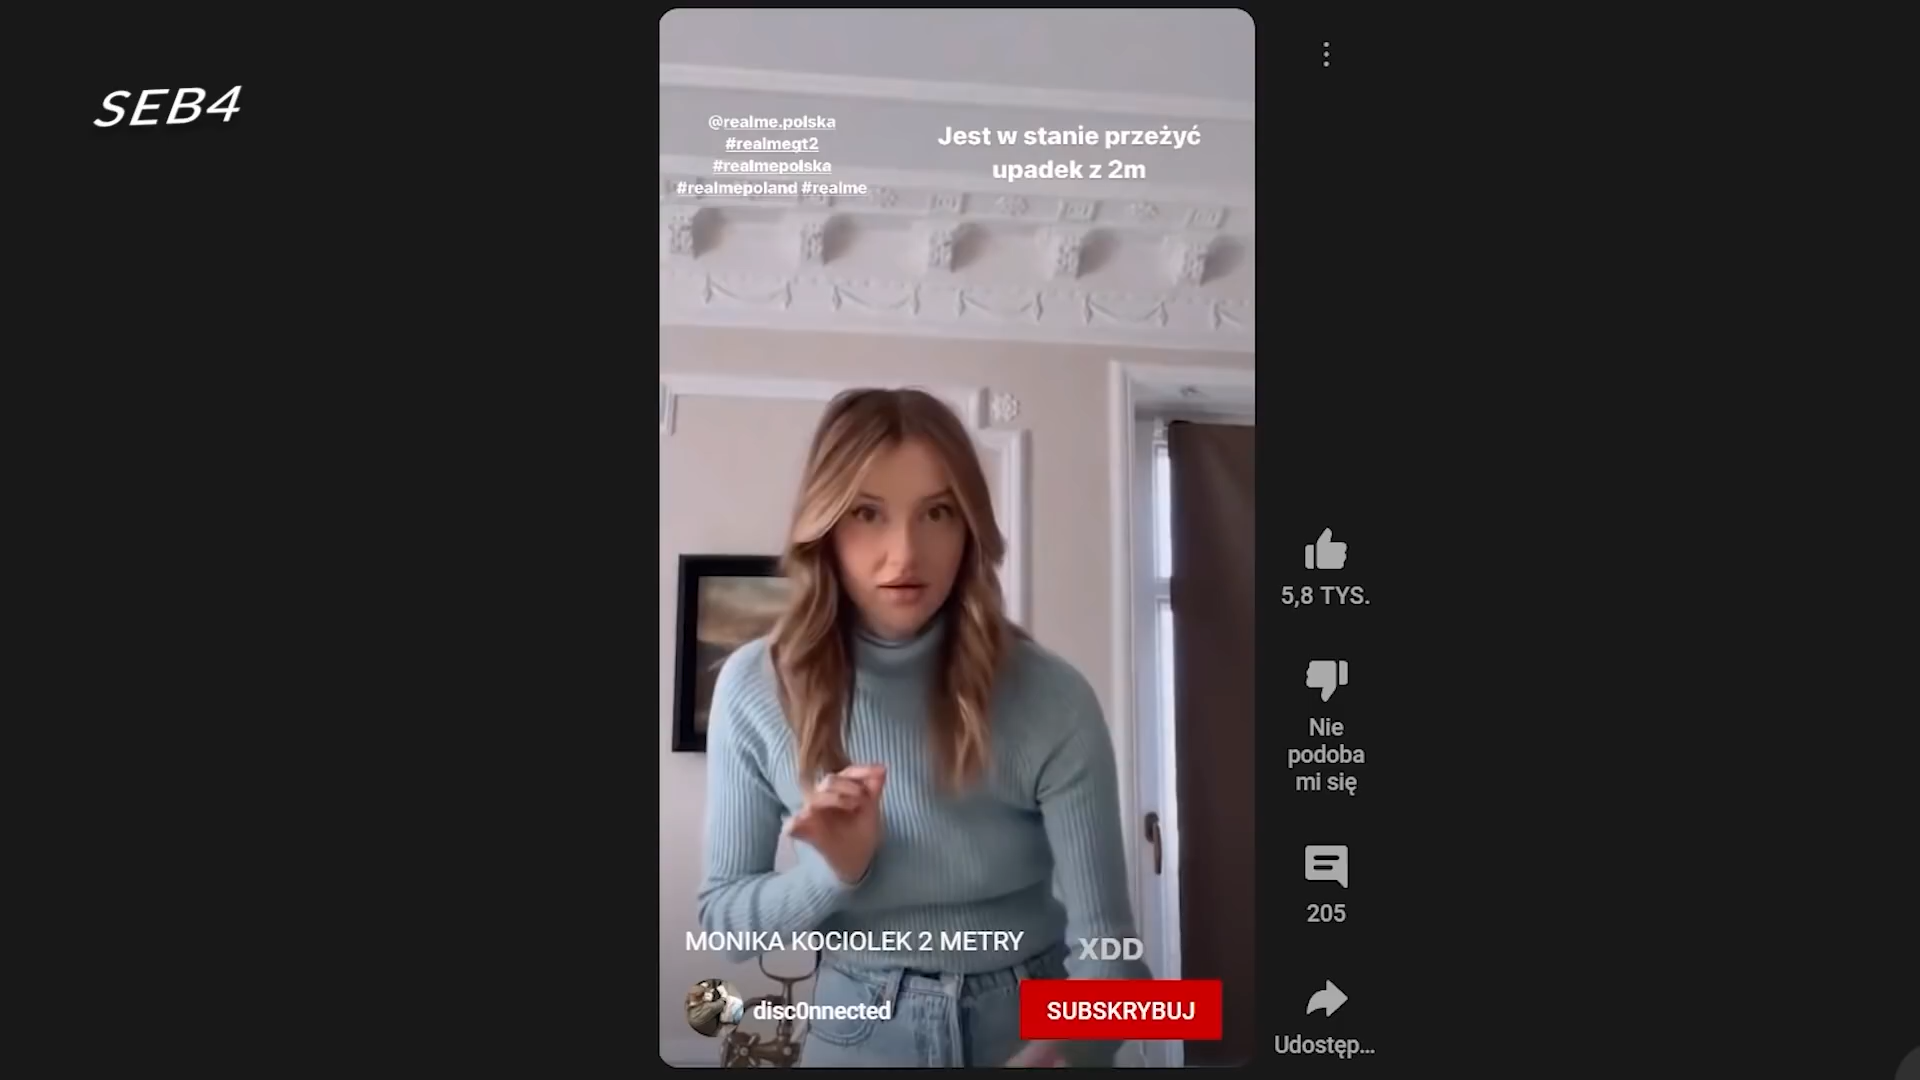 SEB4
@realme.polska
#realmegt2
#realmepolska
#realmepoland #realme
Jest w stanie przeżyć
upadek z 2m
5,8 TYS.
Nie
podoba
mi się
205
MONIKA KOCIOLEK 2 METRY
XDD
disc0nnected
SUBSKRYBUJ
Udostęp...